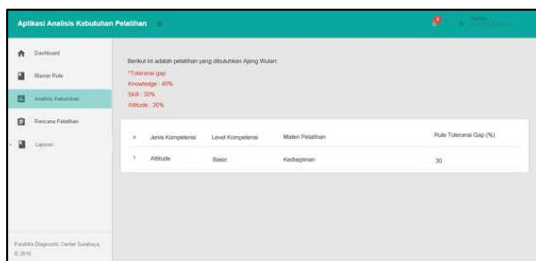 Aplikasi Analisis Kebutuhan Pelatihan
Dashboard
Master Rule
Analisis Kebutuhan
Rencana Pelatihan
Laporan
Berikut ini adalah pelatihan yang dibutuhkan Ajeng Wulan:
*Toleransi gap
Knowledge : 40%
Skill : 30%
Attitude : 30%
# Jenis Kompetensi Level Kompetensi Materi Pelatihan Rule Toleransi Gap (%)
1 Attitude Basic Kedisiplinan 30
Parahita Diagnostic Center Surabaya
© 2016